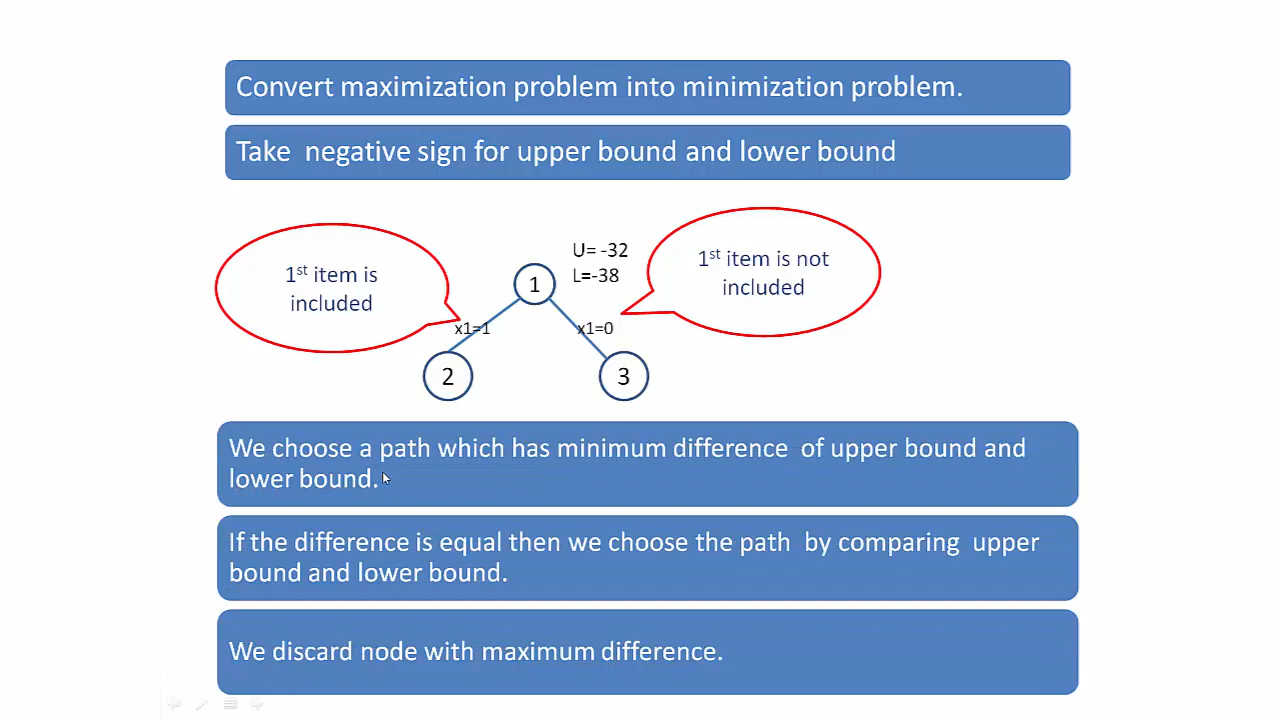 Convert maximization problem into minimization problem.
Take negative sign for upper bound and lower bound
1st item is
included
U= -32
L=-38
1st item is not
included
1
x1=1
x1=0
2
3
We choose a path which has minimum difference of upper bound and
lower bound.
If the difference is equal then we choose the path by comparing upper
bound and lower bound.
We discard node with maximum difference.